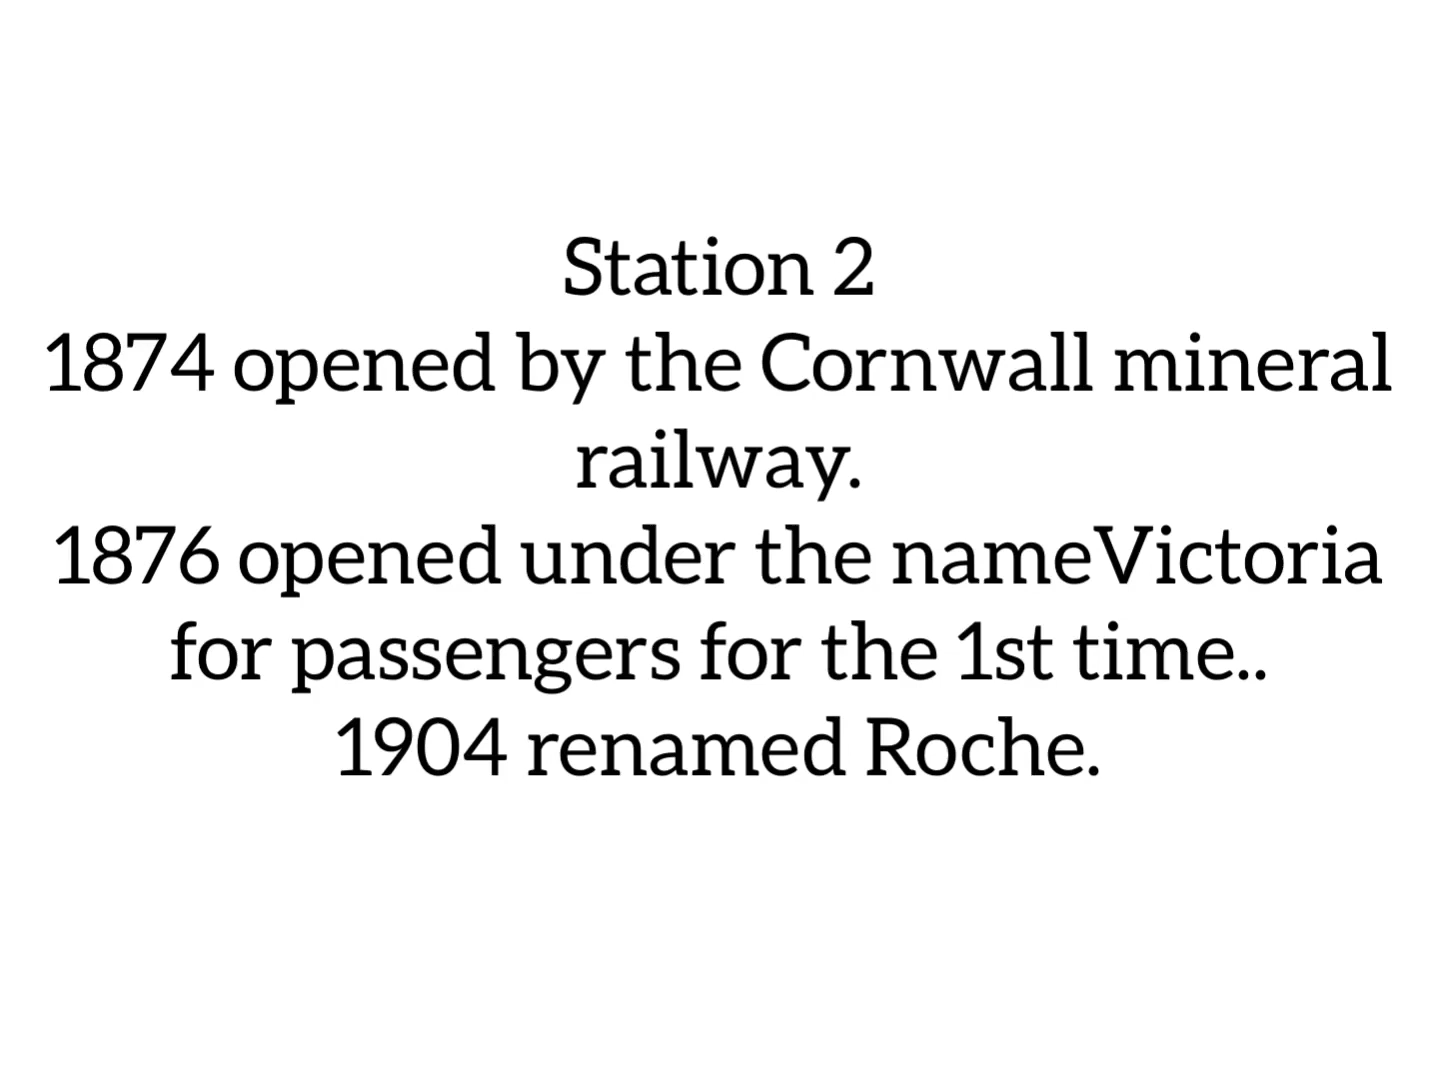 Station 2
1874 opened by the Cornwall mineral
railway.
1876 opened under the nameVictoria
for passengers for the 1st time..
1904 renamed Roche.